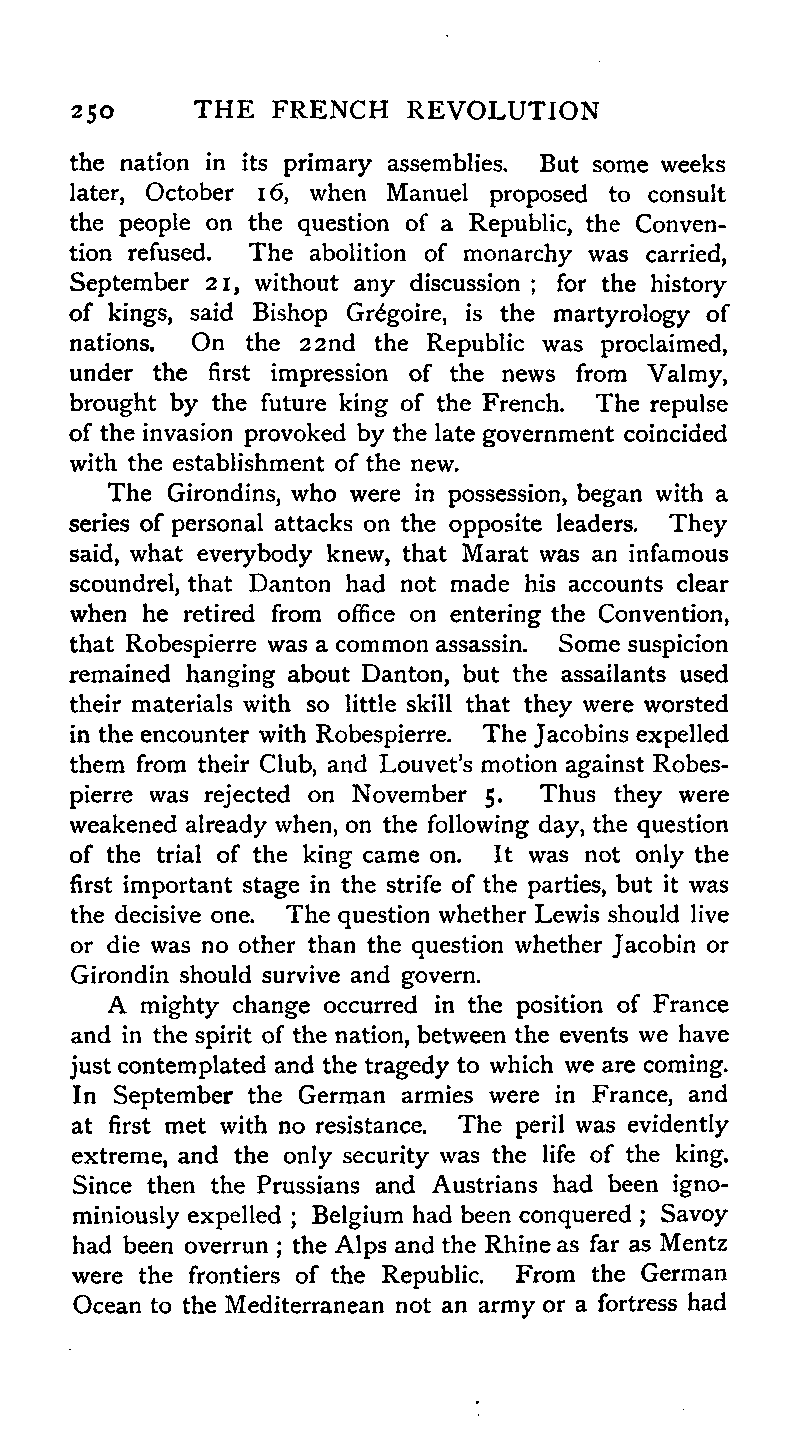 250 THE FRENCH REVOLUTION
the nation in its primary assemblies. But some weeks
later, October 16, when Manuel proposed to consult
the people on the question of a Republic, the Conven-
tion refused. The abolition of monarchy was carried,
September 21, without any discussion ; for the history
of kings, said Bishop Grégoire, is the martyrology of
nations. On the 22nd the Republic was proclaimed,
under the first impression of the news from Valmy,
brought by the future king of the French. The repulse
of the invasion provoked by the late government coincided
with the establishment of the new.
The Girondins, who were in possession, began with a
series of personal attacks on the opposite leaders. They
said, what everybody knew, that Marat was an infamous
scoundrel, that Danton had not made his accounts clear
when he retired from office on entering the Convention,
that Robespierre was a common assassin. Some suspicion
remained hanging about Danton, but the assailants used
their materials with so little skill that they were worsted
in the encounter with Robespierre. The Jacobins expelled
them from their Club, and Louvet's motion against Robes-
pierre was rejected on November 5. Thus they were
weakened already when, on the following day, the question
of the trial of the king came on. It was not only the
first important stage in the strife of the parties, but it was
the decisive one. The question whether Lewis should live
or die was no other than the question whether Jacobin or
Girondin should survive and govern.
A mighty change occurred in the position of France
and in the spirit of the nation, between the events we have
just contemplated and the tragedy to which we are coming.
In September the German armies were in France, and
at first met with no resistance. The peril was evidently
extreme, and the only security was the life of the king.
Since then the Prussians and Austrians had been igno-
miniously expelled ; Belgium had been conquered ; Savoy
had been overrun ; the Alps and the Rhine as far as Mentz
were the frontiers of the Republic. From the German
Ocean to the Mediterranean not an army or a fortress had